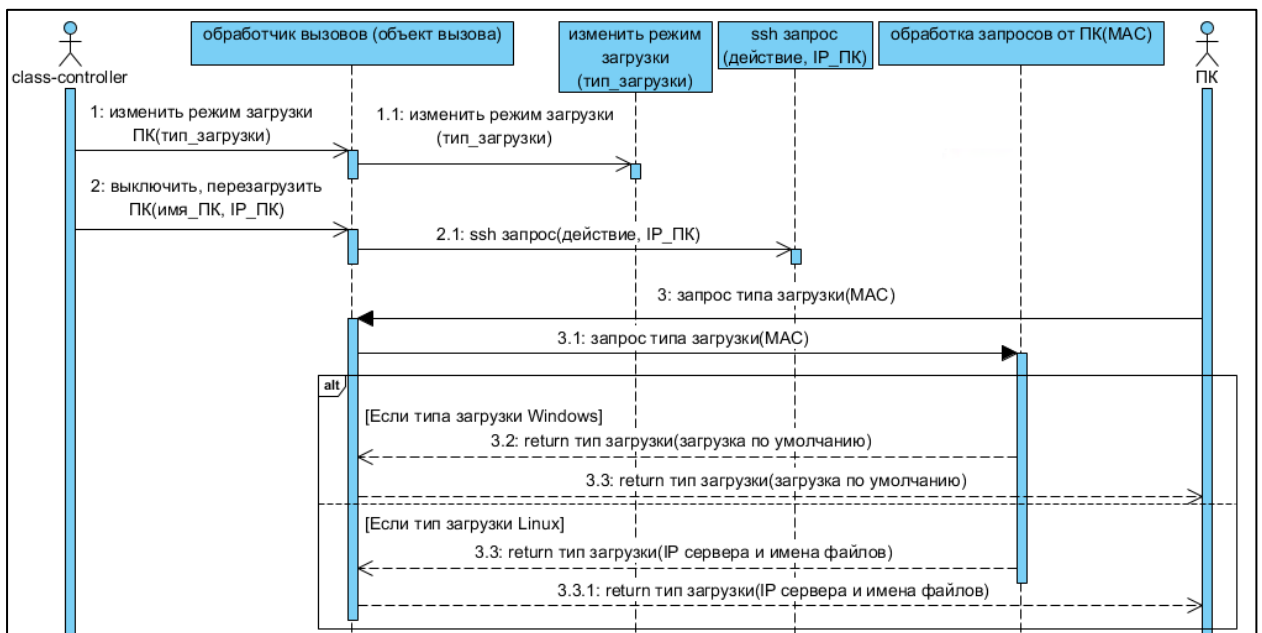 обработчик вызовов (объект вызова)
изменить режим
загрузки
(тип_загрузки)
ssh запрос
(действие, IP_ПК)
обработка запросов от ПК(MAC)
class-controller
ПК
1: изменить режим загрузки
ПК(тип_загрузки)
1.1: изменить режим загрузки
(тип_загрузки)
2: выключить, перезагрузить
ПК(имя_ПК, IP_ПК)
2.1: ssh запрос(действие, IP_ПК)
3: запрос типа загрузки(MAC)
3.1: запрос типа загрузки(MAC)
alt
[Если типа загрузки Windows]
3.2: return тип загрузки(загрузка по умолчанию)
3.3: return тип загрузки(загрузка по умолчанию)
[Если тип загрузки Linux]
3.3: return тип загрузки(IP сервера и имена файлов)
3.3.1: return тип загрузки(IP сервера и имена файлов)